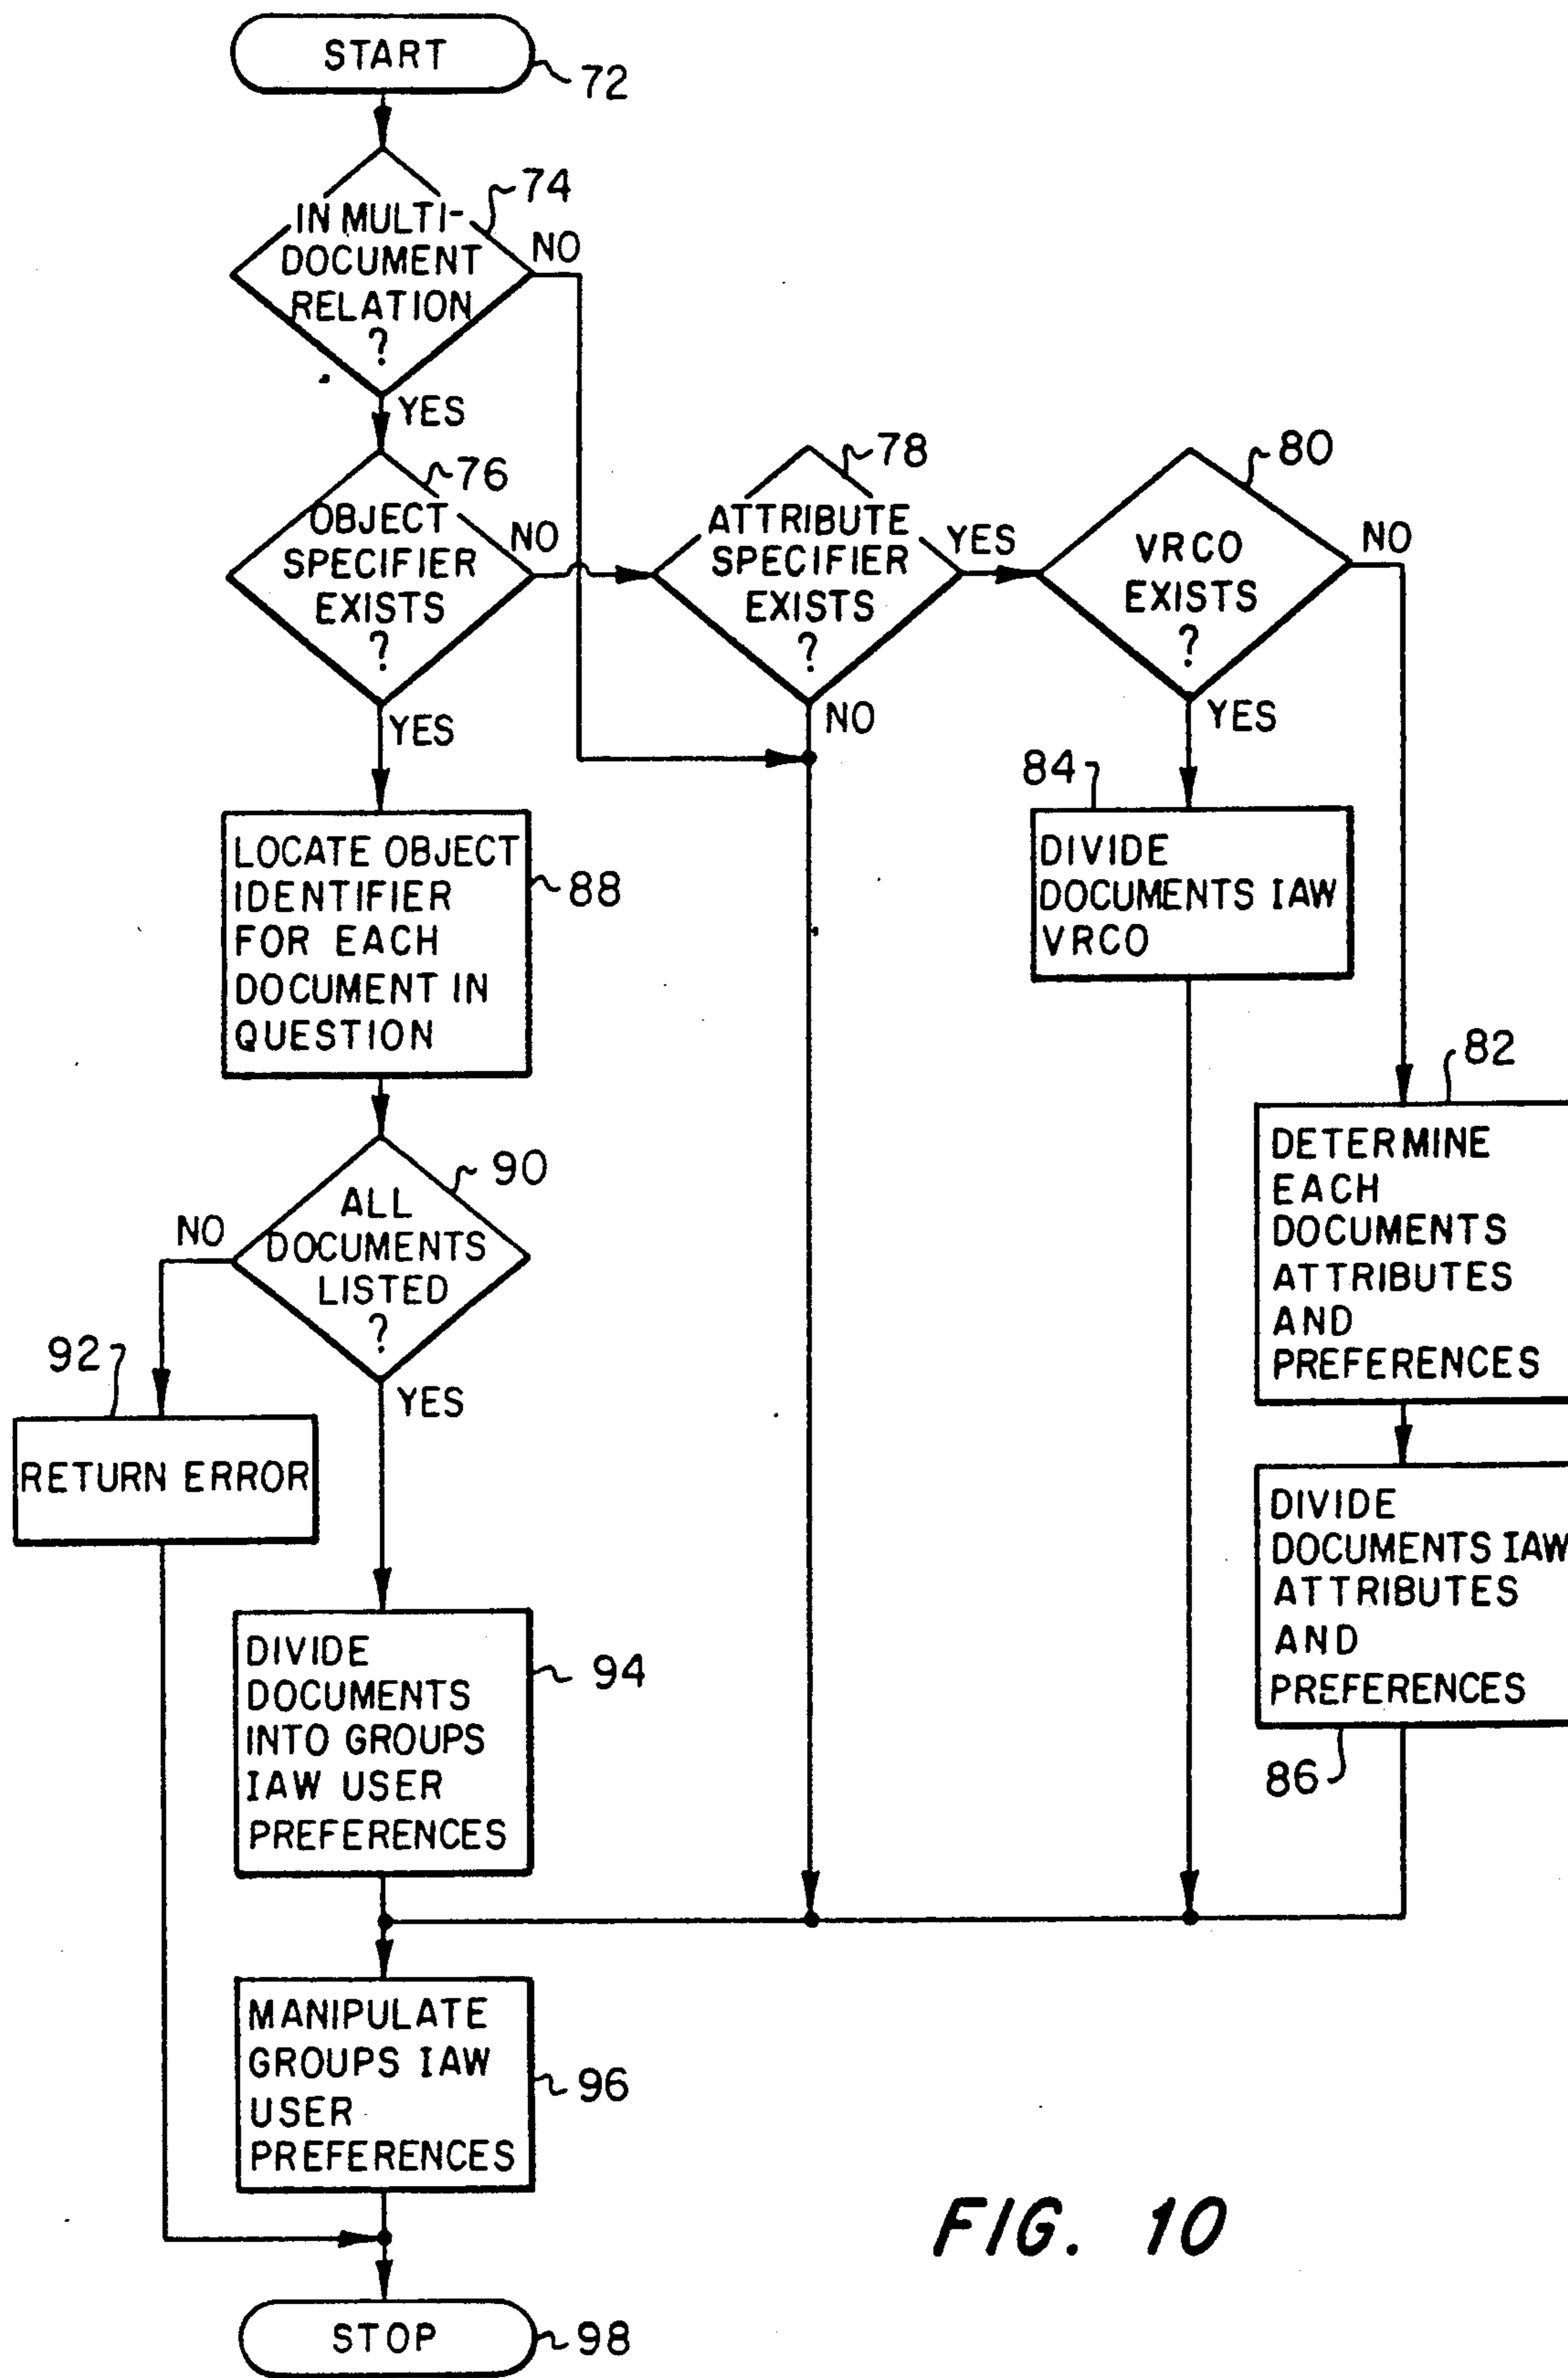 START
72
74
IN MULTI-
DOCUMENT
RELATION
?
NO
YES
76
OBJECT
SPECIFIER
EXISTS
?
NO
YES
78
ATTRIBUTE
SPECIFIER
EXISTS
?
YES
NO
80
VRCO
EXISTS
?
NO
YES
84
DIVIDE
DOCUMENTS IAW
VRCO
LOCATE OBJECT
IDENTIFIER
FOR EACH
DOCUMENT IN
QUESTION
88
82
DETERMINE
EACH
DOCUMENTS
ATTRIBUTES
AND
PREFERENCES
90
ALL
DOCUMENTS
LISTED
?
NO
YES
92
RETURN ERROR
DIVIDE
DOCUMENTS IAW
ATTRIBUTES
AND
PREFERENCES
86
DIVIDE
DOCUMENTS
INTO GROUPS
IAW USER
PREFERENCES
94
MANIPULATE
GROUPS IAW
USER
PREFERENCES
96
STOP
98
FIG. 10